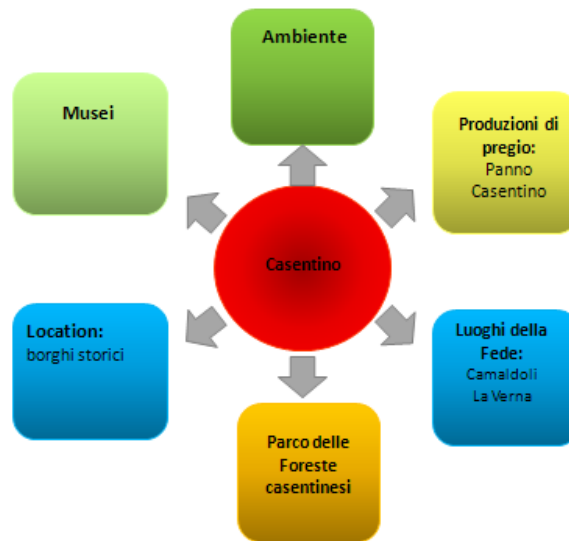 Ambiente
Musei
Produzioni di
pregio:
Panno
Casentino
Casentino
Location:
borghi storici
Luoghi della
Fede:
Camaldoli
La Verna
Parco delle
Foreste
casentinesi